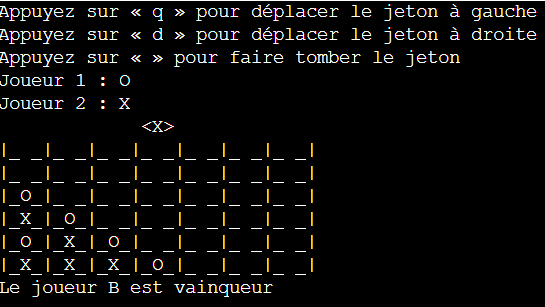 Appuyez sur « q » pour déplacer le jeton à gauche
Appuyez sur « d » pour déplacer le jeton à droite
Appuyez sur « » pour faire tomber le jeton
Joueur 1 : O
Joueur 2 : X
<X>
|_ _|_ _|_ _|_ _|_ _|_ _|_ _|
|_ _|_ _|_ _|_ _|_ _|_ _|_ _|
|_O_|_ _|_ _|_ _|_ _|_ _|_ _|
|_X_|_O_|_ _|_ _|_ _|_ _|_ _|
|_O_|_X_|_O_|_ _|_ _|_ _|_ _|
|_X_|_X_|_X_|_O_|_ _|_ _|_ _|
Le joueur B est vainqueur